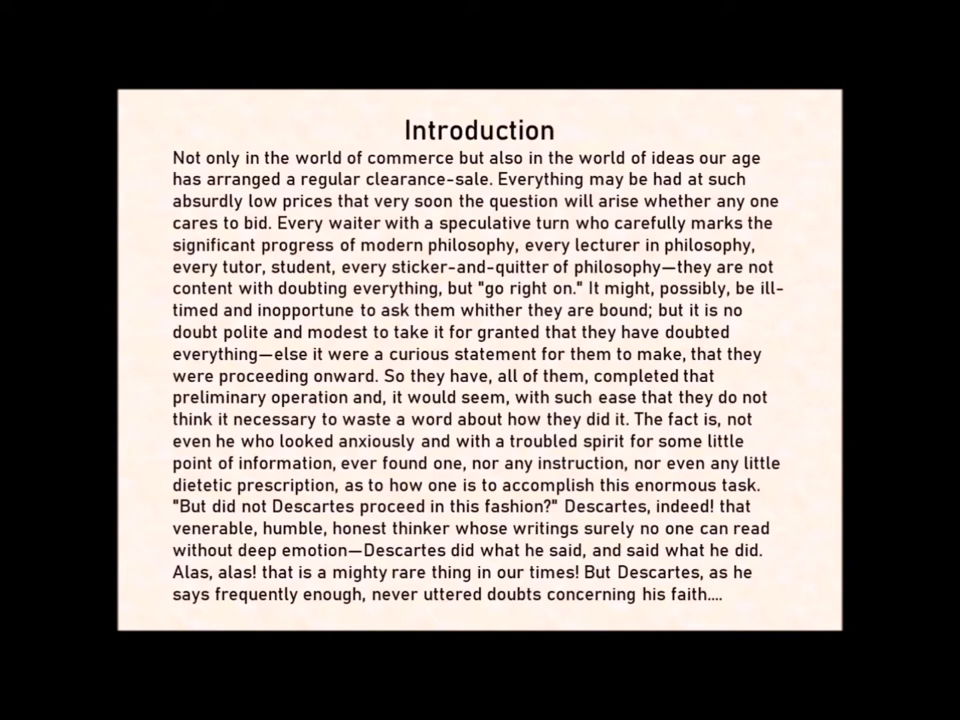 Introduction
Not only in the world of commerce but also in the world of ideas our age
has arranged a regular clearance-sale. Everything may be had at such
absurdly low prices that very soon the question will arise whether any one
cares to bid. Every waiter with a speculative turn who carefully marks the
significant progress of modern philosophy, every lecturer in philosophy,
every tutor, student, every sticker-and-quitter of philosophy—they are not
content with doubting everything, but "go right on." It might, possibly, be ill-
timed and inopportune to ask them whither they are bound; but it is no
doubt polite and modest to take it for granted that they have doubted
everything—else it were a curious statement for them to make, that they
were proceeding onward. So they have, all of them, completed that
preliminary operation and, it would seem, with such ease that they do not
think it necessary to waste a word about how they did it. The fact is, not
even he who looked anxiously and with a troubled spirit for some little
point of information, ever found one, nor any instruction, nor even any little
dietetic prescription, as to how one is to accomplish this enormous task.
"But did not Descartes proceed in this fashion?" Descartes, indeed! that
venerable, humble, honest thinker whose writings surely no one can read
without deep emotion—Descartes did what he said, and said what he did.
Alas, alas! that is a mighty rare thing in our times! But Descartes, as he
says frequently enough, never uttered doubts concerning his faith....